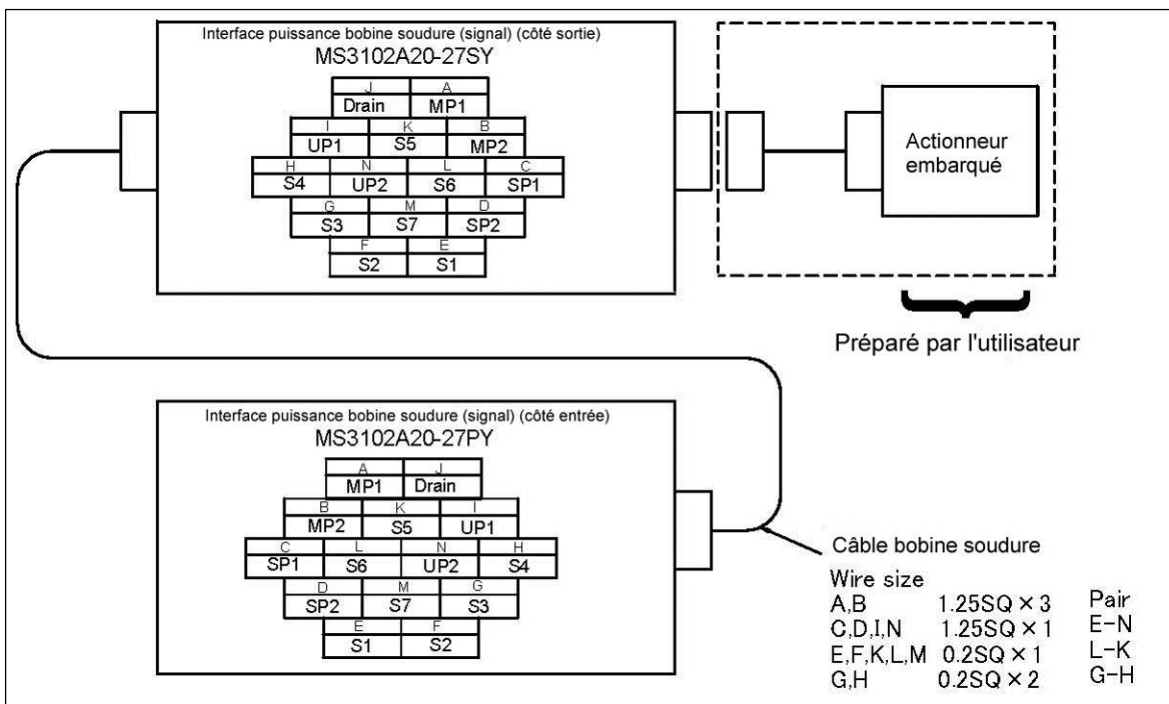 Interface puissance bobine soudure (signal) (côté sortie)
MS3102A20-27SY
J A
Drain MP1
I K B
UP1 S5 MP2
H N L C
S4 UP2 S6 SP1
G M D
S3 S7 SP2
F E
S2 S1
Actionneur
embarqué
Préparé par l'utilisateur
Interface puissance bobine soudure (signal) (côté entrée)
MS3102A20-27PY
A J
MP1 Drain
B K I
MP2 S5 UP1
C L N H
SP1 S6 UP2 S4
D M G
SP2 S7 S3
E F
S1 S2
Câble bobine soudure
Wire size
A,B 1.25SQ×3 Pair
C,D,I,N 1.25SQ×1 E-N
E,F,K,L,M 0.2SQ×1 L-K
G,H 0.2SQ×2 G-H